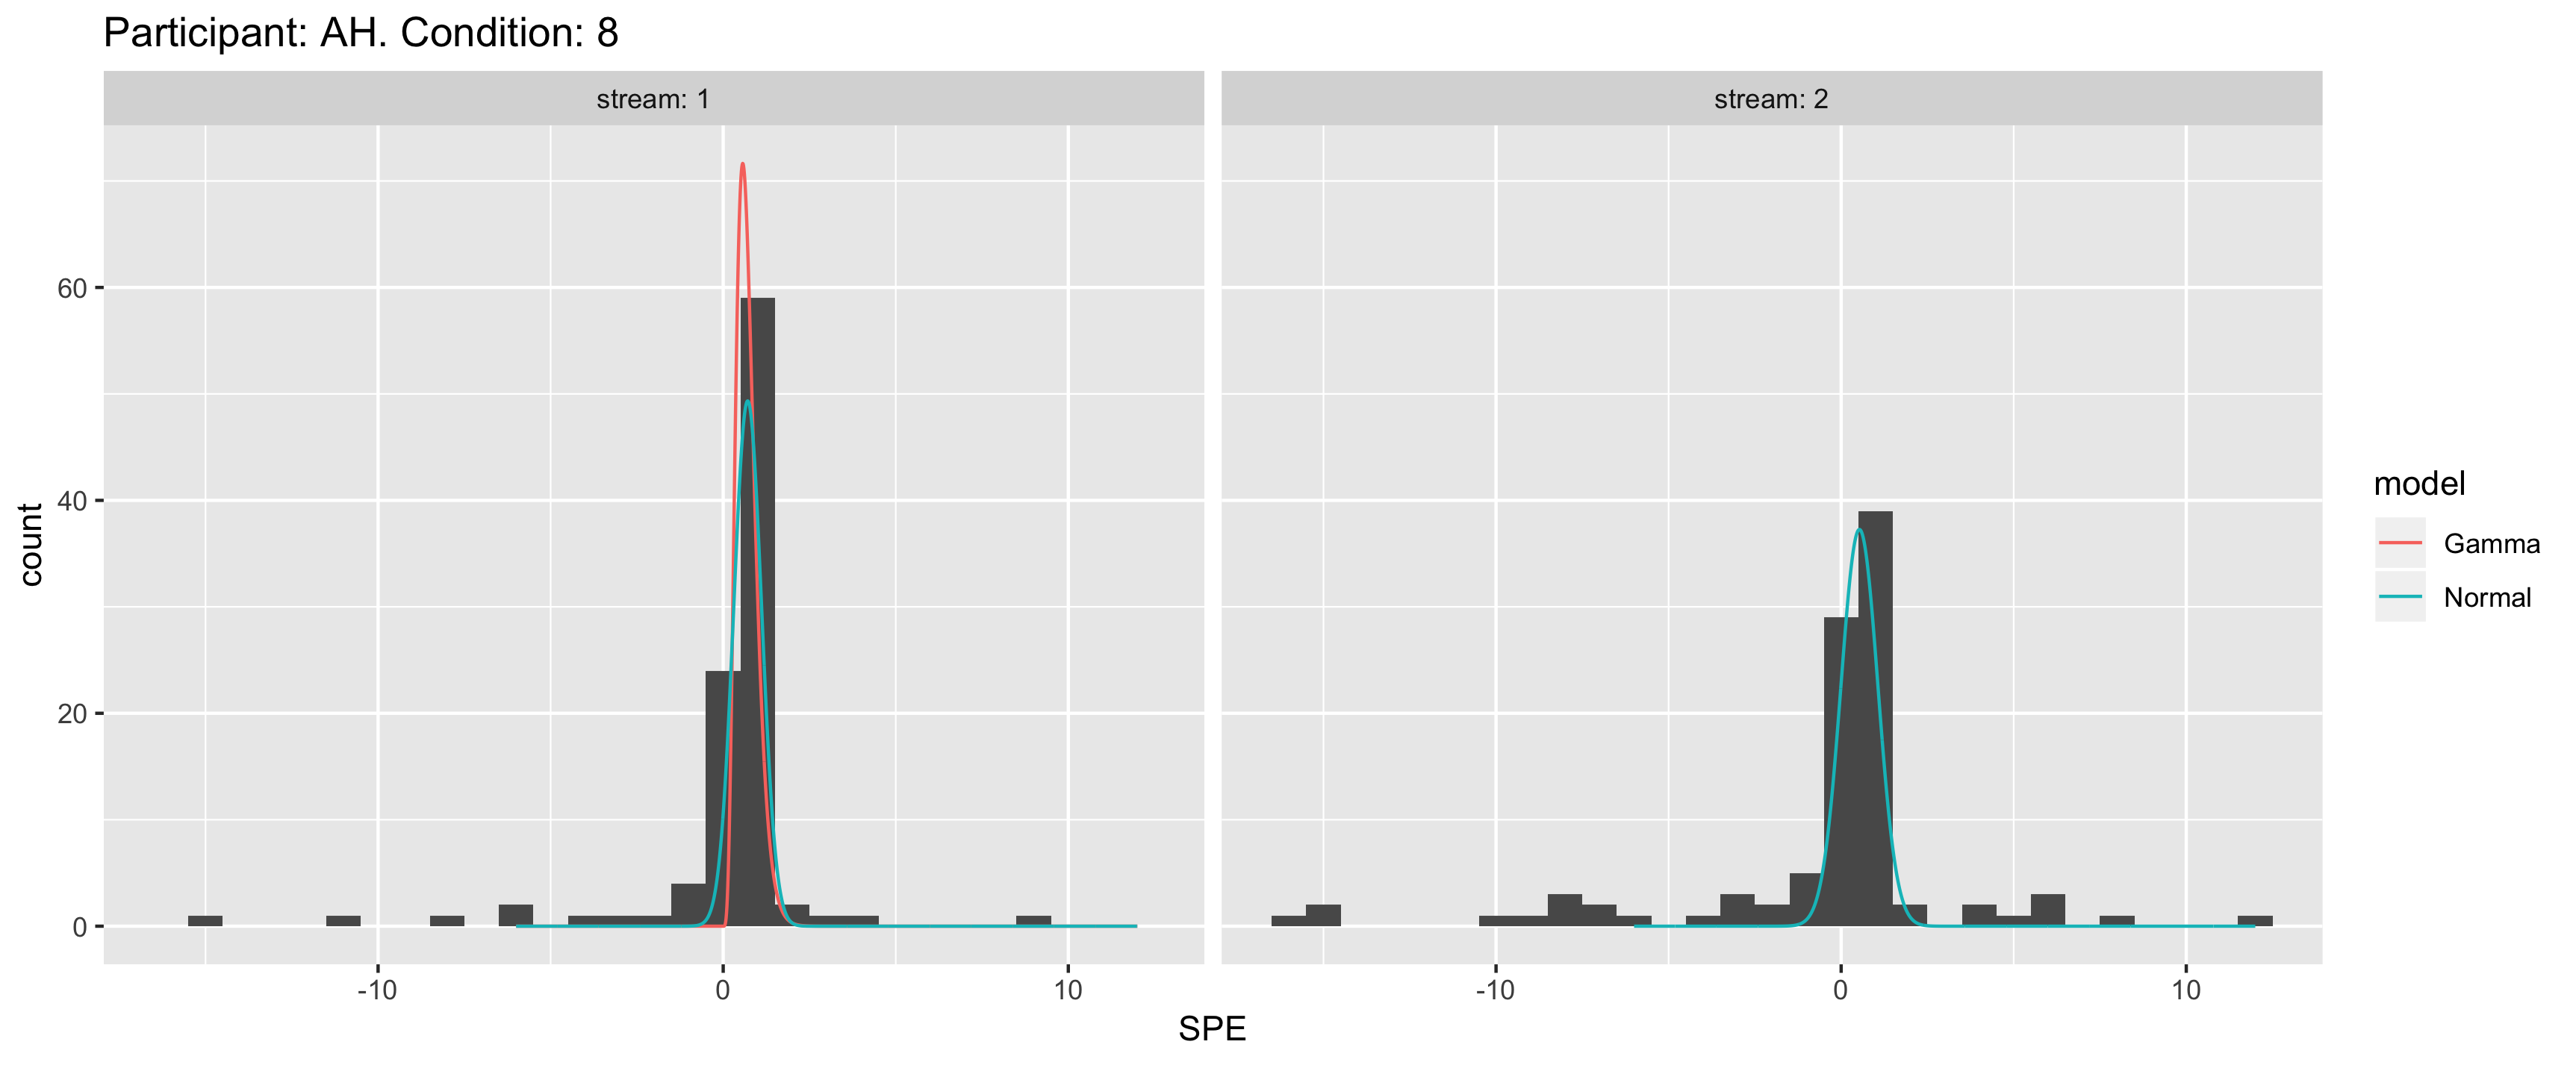 Participant: AH. Condition: 8
stream: 1
stream: 2
count
60
40
20
0
-10
0
10
-10
0
10
SPE
model
Gamma
Normal